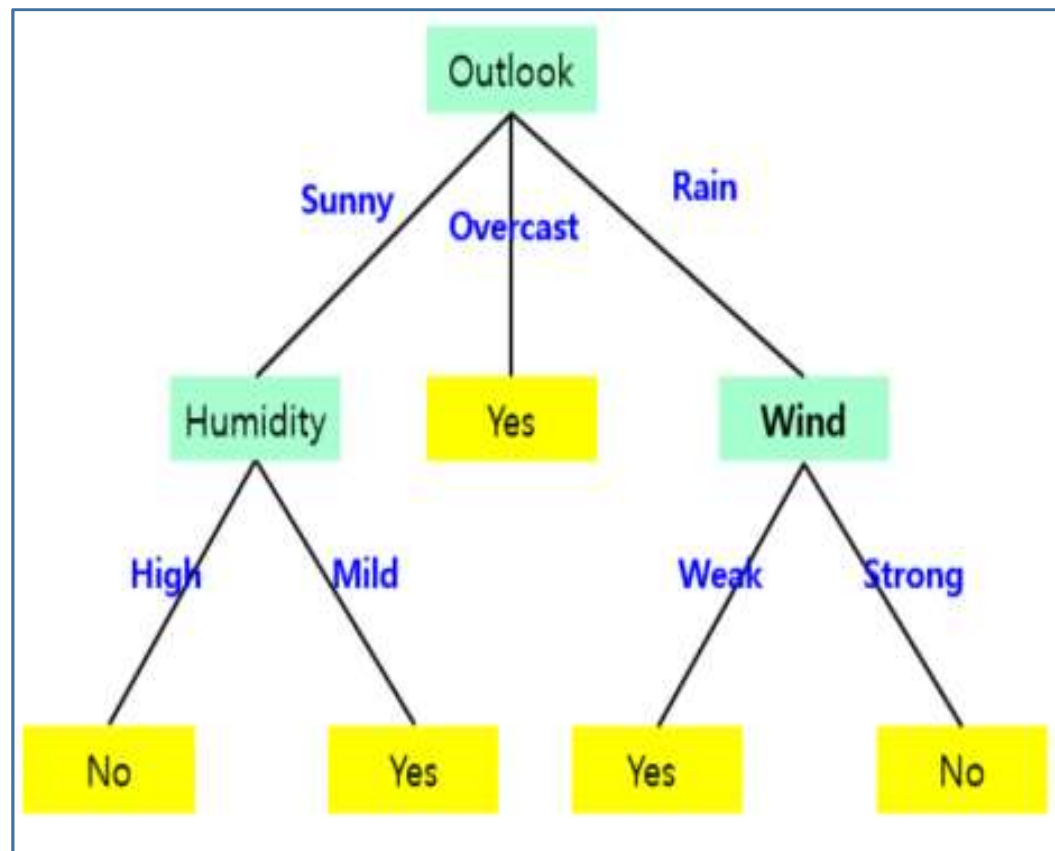 Outlook
Sunny
Overcast
Rain
Humidity
Yes
Wind
High
Mild
Weak
Strong
No
Yes
Yes
No